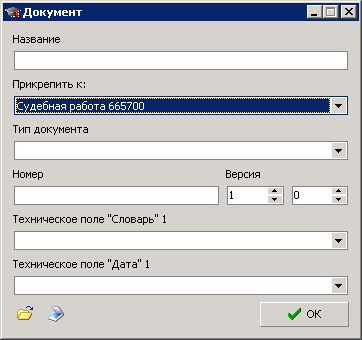 Документ
Название
Прикрепить к:
Судебная работа 665700
Тип документа
Номер Версия
1 0
Техническое поле "Словарь" 1
Техническое поле "Дата" 1
OK